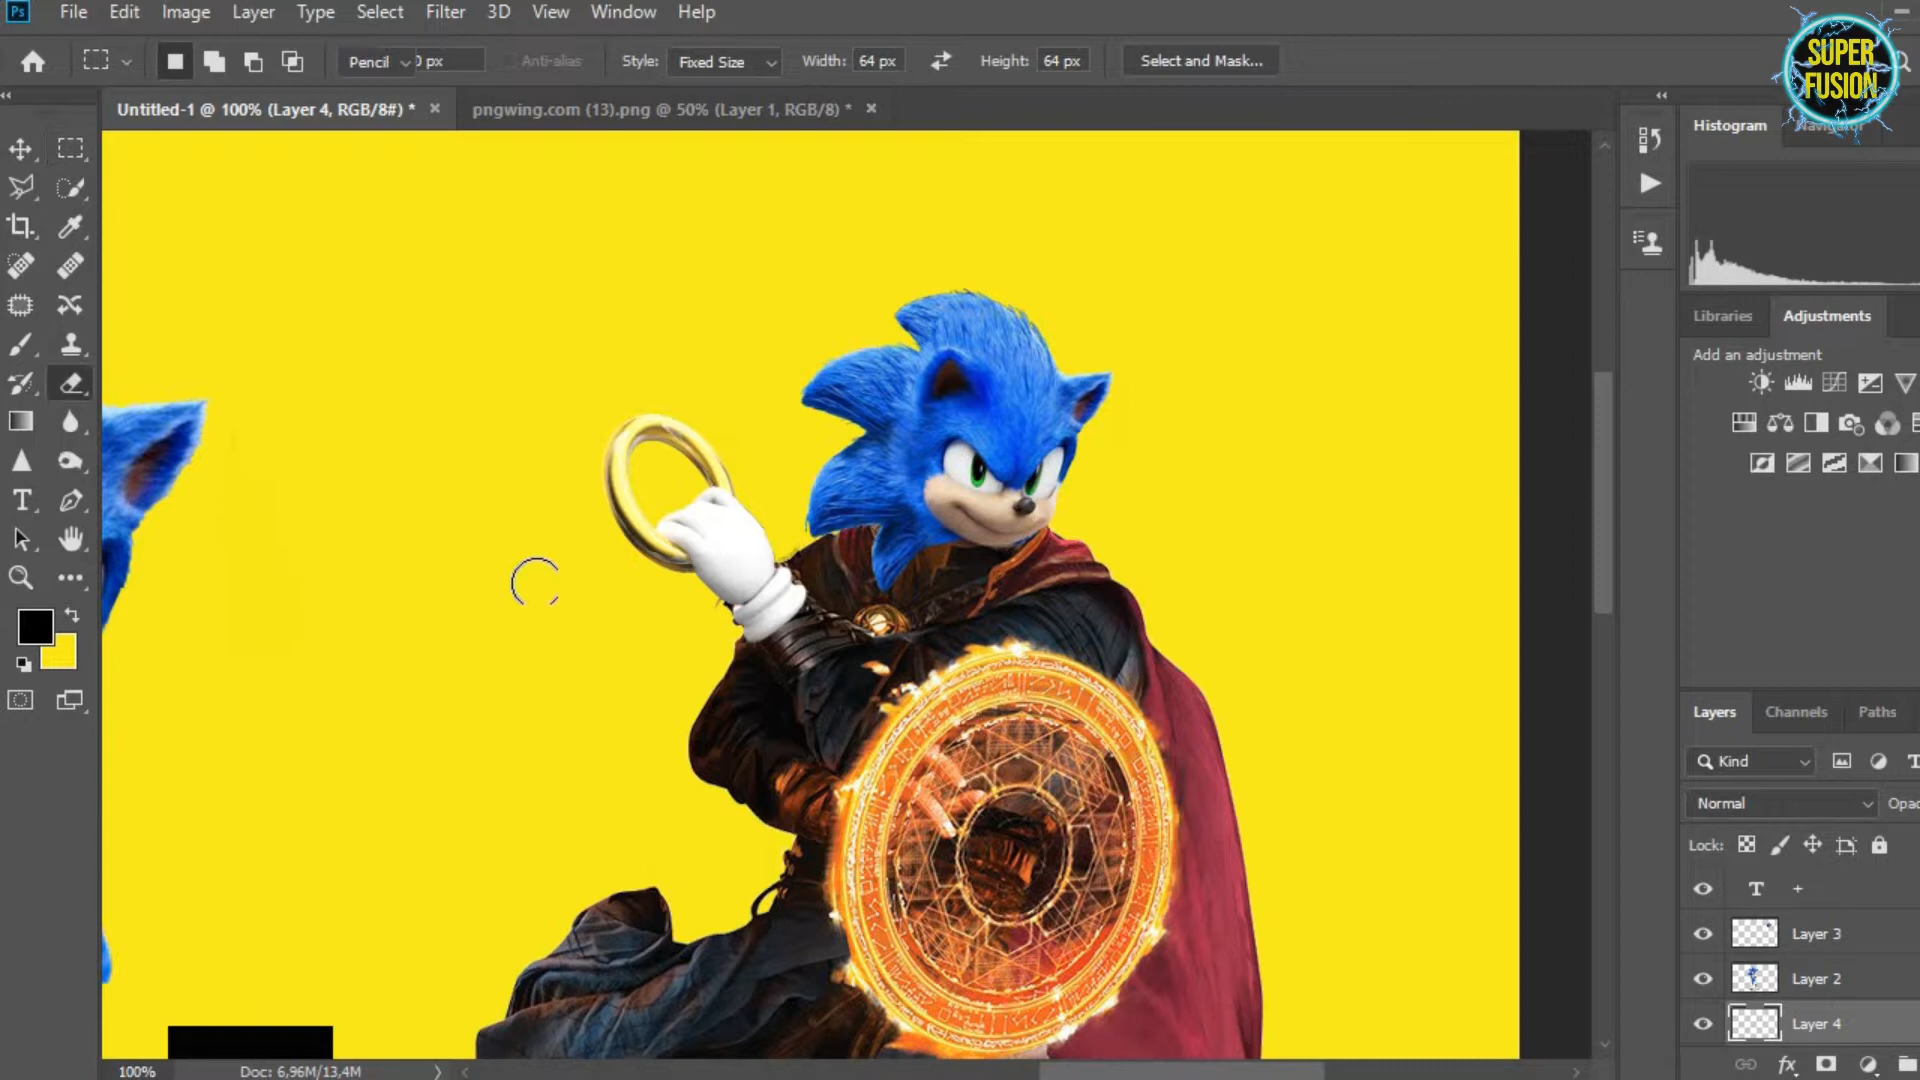 Ps File Edit Image Layer Type Select Filter 3D View Window Help
SUPER
FUSION
Pencil 0 px Anti-alias Style: Fixed Size Width: 64 px Height: 64 px Select and Mask...
Untitled-1 @ 100% (Layer 4, RGB/8#) * × pngwing.com (13).png @ 50% (Layer 1, RGB/8) * ×
Histogram Navigator
Libraries Adjustments
Add an adjustment
Layers Channels Paths
Kind
Normal Opac
Lock:
T +
Layer 3
Layer 2
Layer 4
fx
100% Doc: 6,96M/13,4M